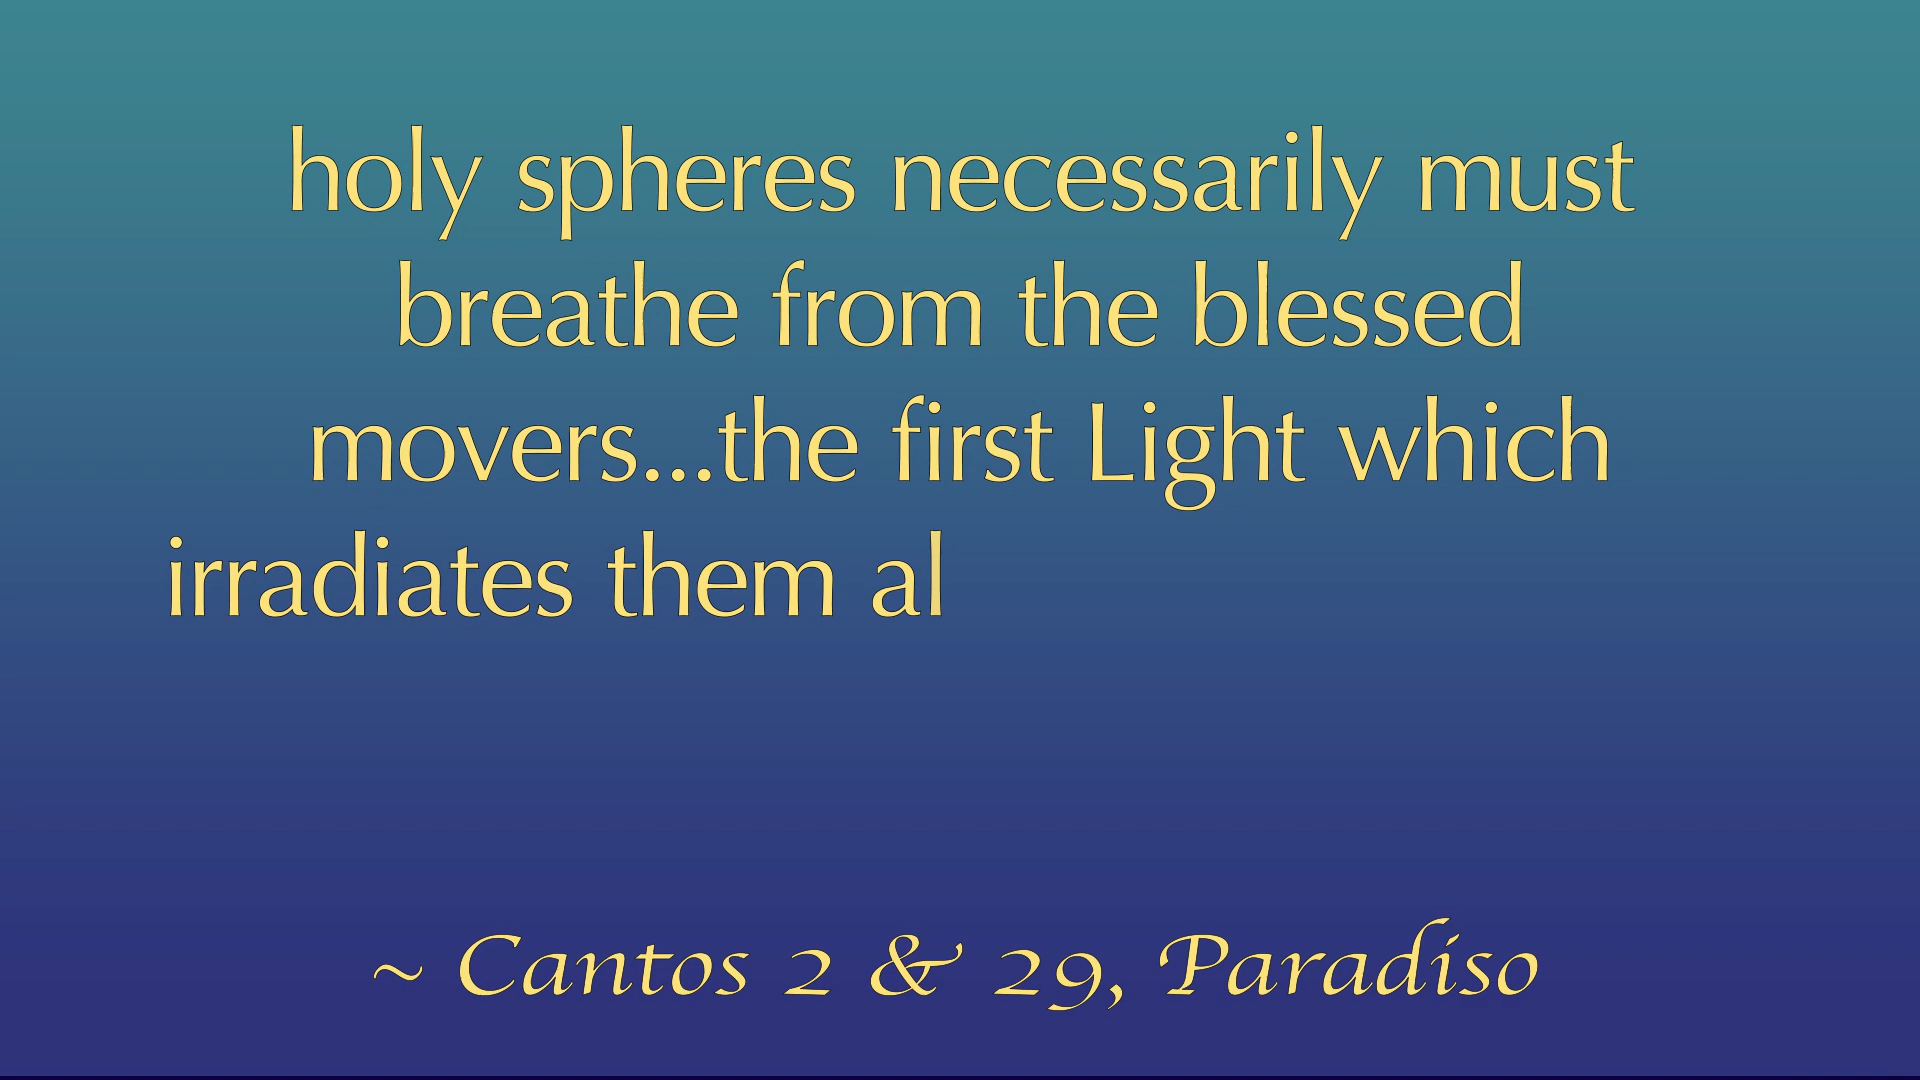 holy spheres necessarily must
breathe from the blessed
movers...the first Light which
irradiates them al
~ Cantos 2 & 29, Paradiso